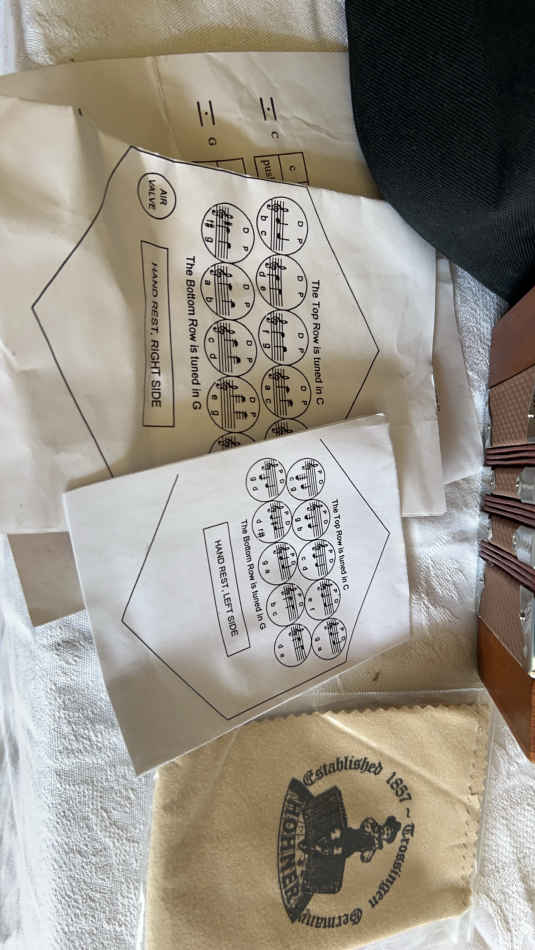 C
G
c
pus
The Top Row is tuned in C
D P
D P
D P
D P
b c
d e
f g
a c
D P
D P
D P
D P
f# g
a b
c d
e g
The Bottom Row is tuned in G
AIR
VALVE
HAND REST, RIGHT SIDE
The Top Row is tuned in C
P D
P D
P D
P D
P D
c g
g b
c d
e f
g a
g d
d f#
g a
b c
d e
The Bottom Row is tuned in G
HAND REST, LEFT SIDE
Established 1857 ~ Trossingen Germany
HOHNER